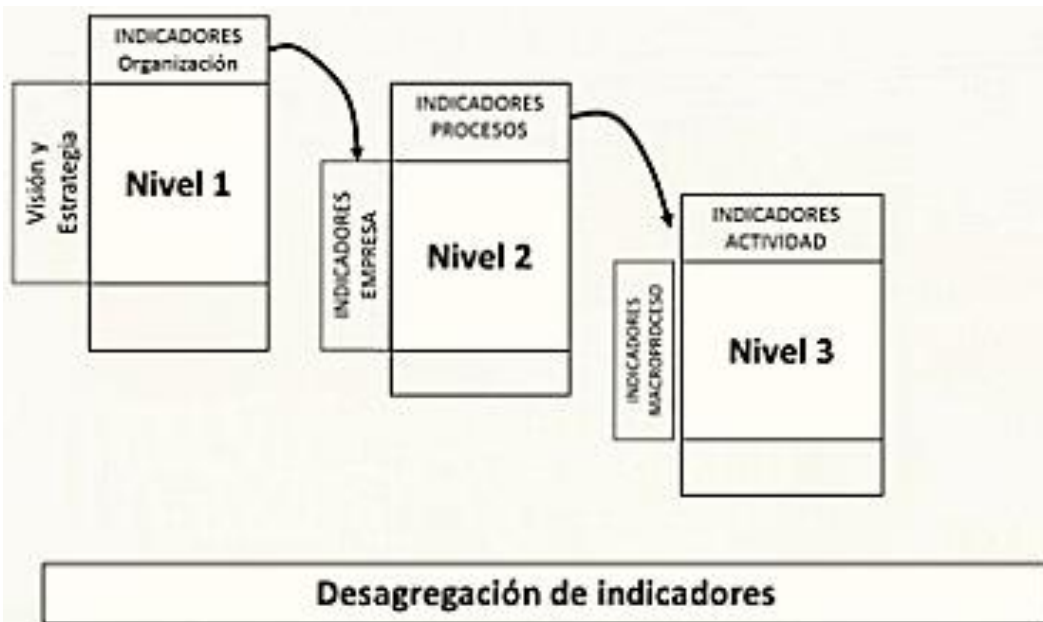 INDICADORES
Organización
Visión y
Estrategia
Nivel 1
INDICADORES
PROCESOS
INDICADORES
EMPRESA
Nivel 2
INDICADORES
ACTIVIDAD
INDICADORES
MACROPROCESO
Nivel 3
Desagregación de indicadores